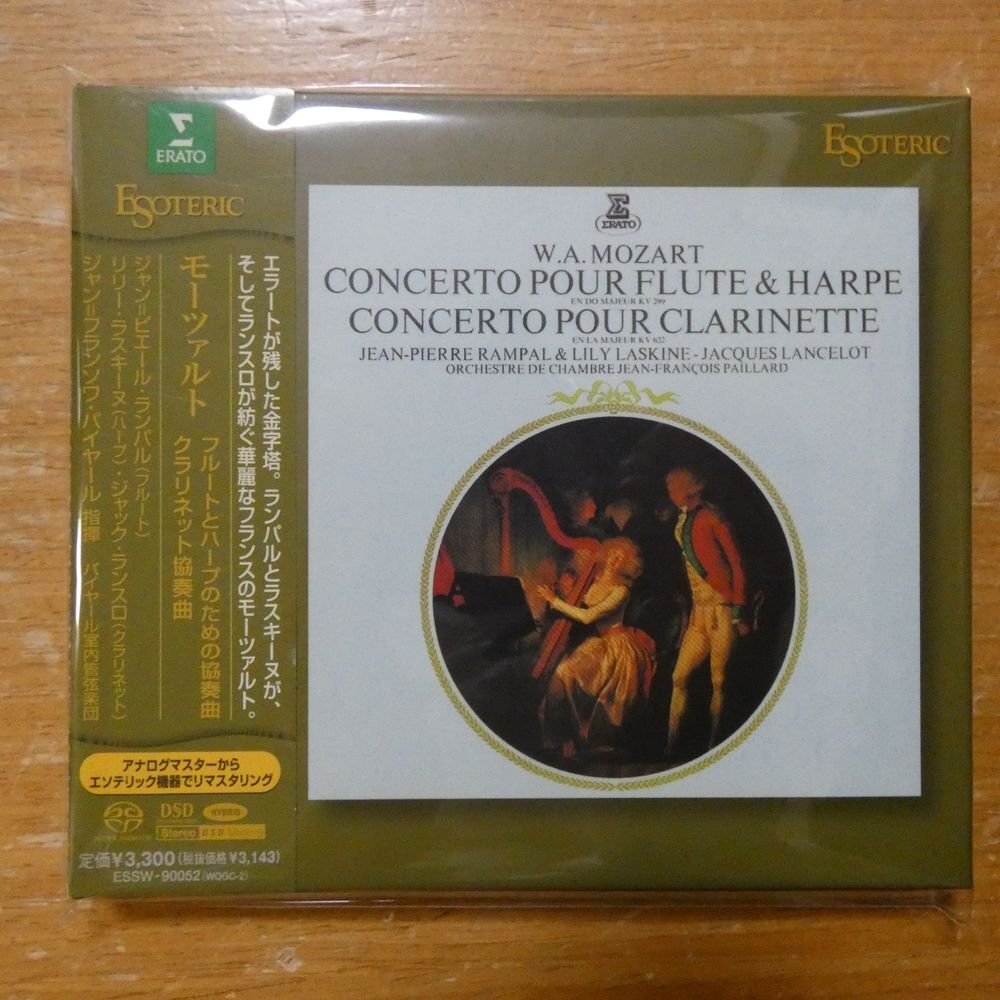 ERATO
ESOTERIC
エラートが残した金字塔。ランパルとラスキーヌが、
そしてランスロが紡ぐ華麗なフランスのモーツァルト。
モーツァルト
フルートとハープのための協奏曲
クラリネット協奏曲
ジャン=ピエール・ランパル(フルート)
リリー・ラスキーヌ(ハープ)・ジャック・ランスロ(クラリネット)
ジャン=フランソワ・パイヤール 指揮 パイヤール室内管弦楽団
アナログマスターから
エソテリック機器でリマスタリング
DSD
HYBRID
Stereo DSD
定価¥3,300(税抜価格¥3,143)
ESSW-90052(WQGC-2)
ESOTERIC
ERATO
W.A.MOZART
CONCERTO POUR FLUTE & HARPE
EN DO MAJEUR KV 299
CONCERTO POUR CLARINETTE
EN LA MAJEUR KV 622
JEAN-PIERRE RAMPAL & LILY LASKINE-JACQUES LANCELOT
ORCHESTRE DE CHAMBRE JEAN-FRANÇOIS PAILLARD